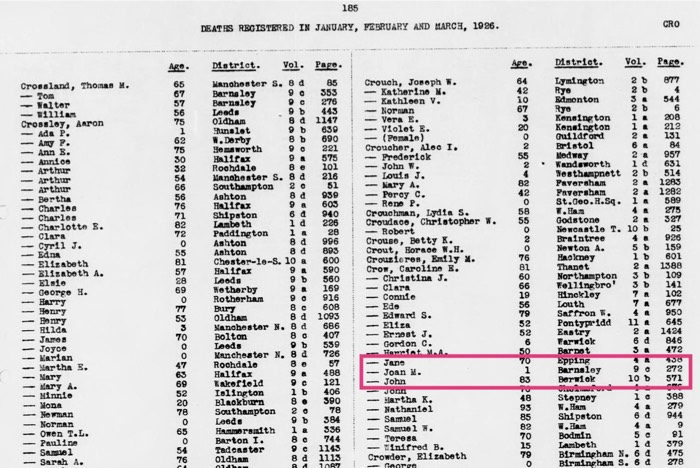 185
DEATHS REGISTERED IN JANUARY, FEBRUARY AND MARCH, 1926.
CRO
Age. District. Vol. Page.
Crossland, Thomas M. 65 Manchester S. 8 d 85
— Tom 67 Barnsley 9 c 353
— Walter 57 Barnsley 9 c 276
— William 56 Leeds 9 b 443
Crossley, Aaron 75 Oldham 8 d 1147
— Ada P. 1 Hunslet 9 b 639
— Amy F. 62 W.Derby 8 b 690
— Ann E. 75 Hemsworth 9 c 221
— Annice 30 Halifax 9 a 575
— Arthur 32 Rochdale 8 e 101
— Arthur 54 Manchester S. 8 d 216
— Arthur 66 Southampton 2 c 51
— Bertha 56 Ashton 8 d 939
— Charles 76 Halifax 9 a 603
— Charles 71 Shipston 6 d 940
— Charlotte E. 82 Lambeth 1 d 226
— Clara 72 Paddington 1 a 28
— Cyril J. 0 Ashton 8 d 996
— Edna 55 Ashton 8 d 893
— Elizabeth 81 Chester-le-S. 10 a 600
— Elizabeth A. 57 Halifax 9 a 590
— Elsie 28 Leeds 9 b 560
— George H. 69 Wetherby 9 a 169
— Harry 0 Rotherham 9 c 916
— Henry 77 Bury 8 c 608
— Henry 53 Oldham 8 d 1093
— Hilda 3 Manchester N. 8 d 686
— James 70 Bolton 8 c 407
— Joyce 0 Leeds 9 b 539
— Marian 0 Manchester N. 8 d 726
— Martha E. 47 Rochdale 8 e 57
— Mary 63 Halifax 9 a 488
— Mary A. 69 Wakefield 9 c 121
— Minnie 52 Islington 1 b 406
— Mona 20 Blackburn 8 e 390
— Newman 78 Southampton 2 c 78
— Norman 0 Leeds 9 b 384
— Owen T.L. 65 Hammersmith 1 a 336
— Pauline 0 Barton I. 8 c 744
— Samuel 54 Tadcaster 9 c 1143
— Sarah A. 76 Oldham 8 d 1113
Age. District. Vol. Page.
Crouch, Joseph W. 64 Lymington 2 b 877
— Katherine M. 42 Rye 2 b 4
— Kathleen V. 10 Edmonton 3 a 544
— Norman 67 Rye 2 b 6
— Vera E. 3 Kensington 1 a 208
— Violet E. 20 Kensington 1 a 212
— (Female) 0 Guildford 2 a 131
Croucher, Alec I. 2 Bristol 6 a 84
— Frederick 55 Medway 2 a 957
— John W. 2 Wandsworth 1 d 631
— Louis J. 4 Westhampnett 2 b 514
— Mary A. 82 Faversham 2 a 1283
— Percy C. 42 Faversham 2 a 1282
— Rene P. 0 St.Geo.H.Sq. 1 a 589
Crouchman, Lydia S. 58 W.Ham 4 a 275
Croudace, Christopher W. 55 Godstone 2 a 327
— Robert 0 Newcastle T. 10 b 25
Crouse, Betty K. 2 Braintree 4 a 926
Crout, Horace W.H. 0 Newton A. 5 b 159
Crouzieres, Emily M. 76 Hackney 1 b 601
Crow, Caroline E. 81 Thanet 2 a 1388
— Christina J. 60 Northampton 3 b 109
— Clara 66 Wellingbro' 3 b 141
— Connie 19 Hinckley 7 a 102
— Ede 56 Louth 7 a 677
— Edward S. 79 Saffron W. 4 a 950
— Eliza 52 Pontypridd 11 a 645
— Ernest J. 52 Eastry 2 a 1424
— Gordon C. 6 Warwick 6 d 846
— Harriet M.A. 50 Barnet 3 a 472
— Jane 70 Epping 4 a 438
— Joan M. 1 Barnsley 9 c 272
— John 83 Berwick 10 b 571
— John
— Martha K. 48 Stepney 1 c 388
— Nathaniel 93 W.Ham 4 a 279
— Samuel 85 Shipston 6 d 944
— Samuel W. 82 W.Ham 4 a 9
— Teresa 70 Bodmin 5 c 91
— Winifred B. 15 Lambeth 1 d 379
Crowder, Elizabeth 79 Birmingham N. 6 d 475
— George 0 Birmingham S. 6 d 278